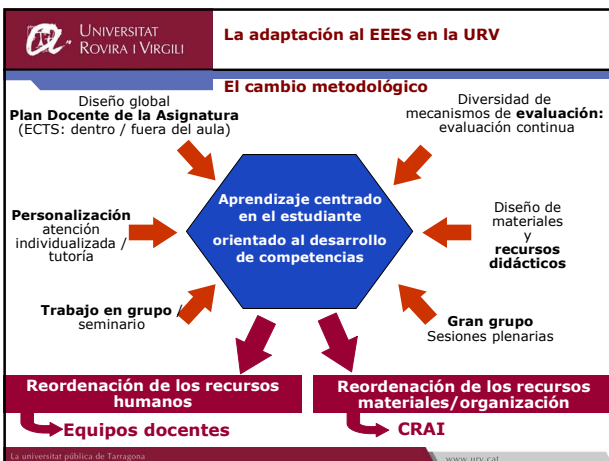 UNIVERSITAT
ROVIRA I VIRGILI
La adaptación al EEES en la URV
El cambio metodológico
Diseño global
Plan Docente de la Asignatura
(ECTS: dentro / fuera del aula)
Diversidad de
mecanismos de evaluación:
evaluación continua
Aprendizaje centrado
en el estudiante
orientado al desarrollo
de competencias
Personalización
atención
individualizada /
tutoría
Diseño de
materiales
y
recursos
didácticos
Trabajo en grupo /
seminario
Gran grupo
Sesiones plenarias
Reordenación de los recursos
humanos
Reordenación de los recursos
materiales/organización
Equipos docentes
CRAI
La universitat pública de Tarragona
www.urv.cat